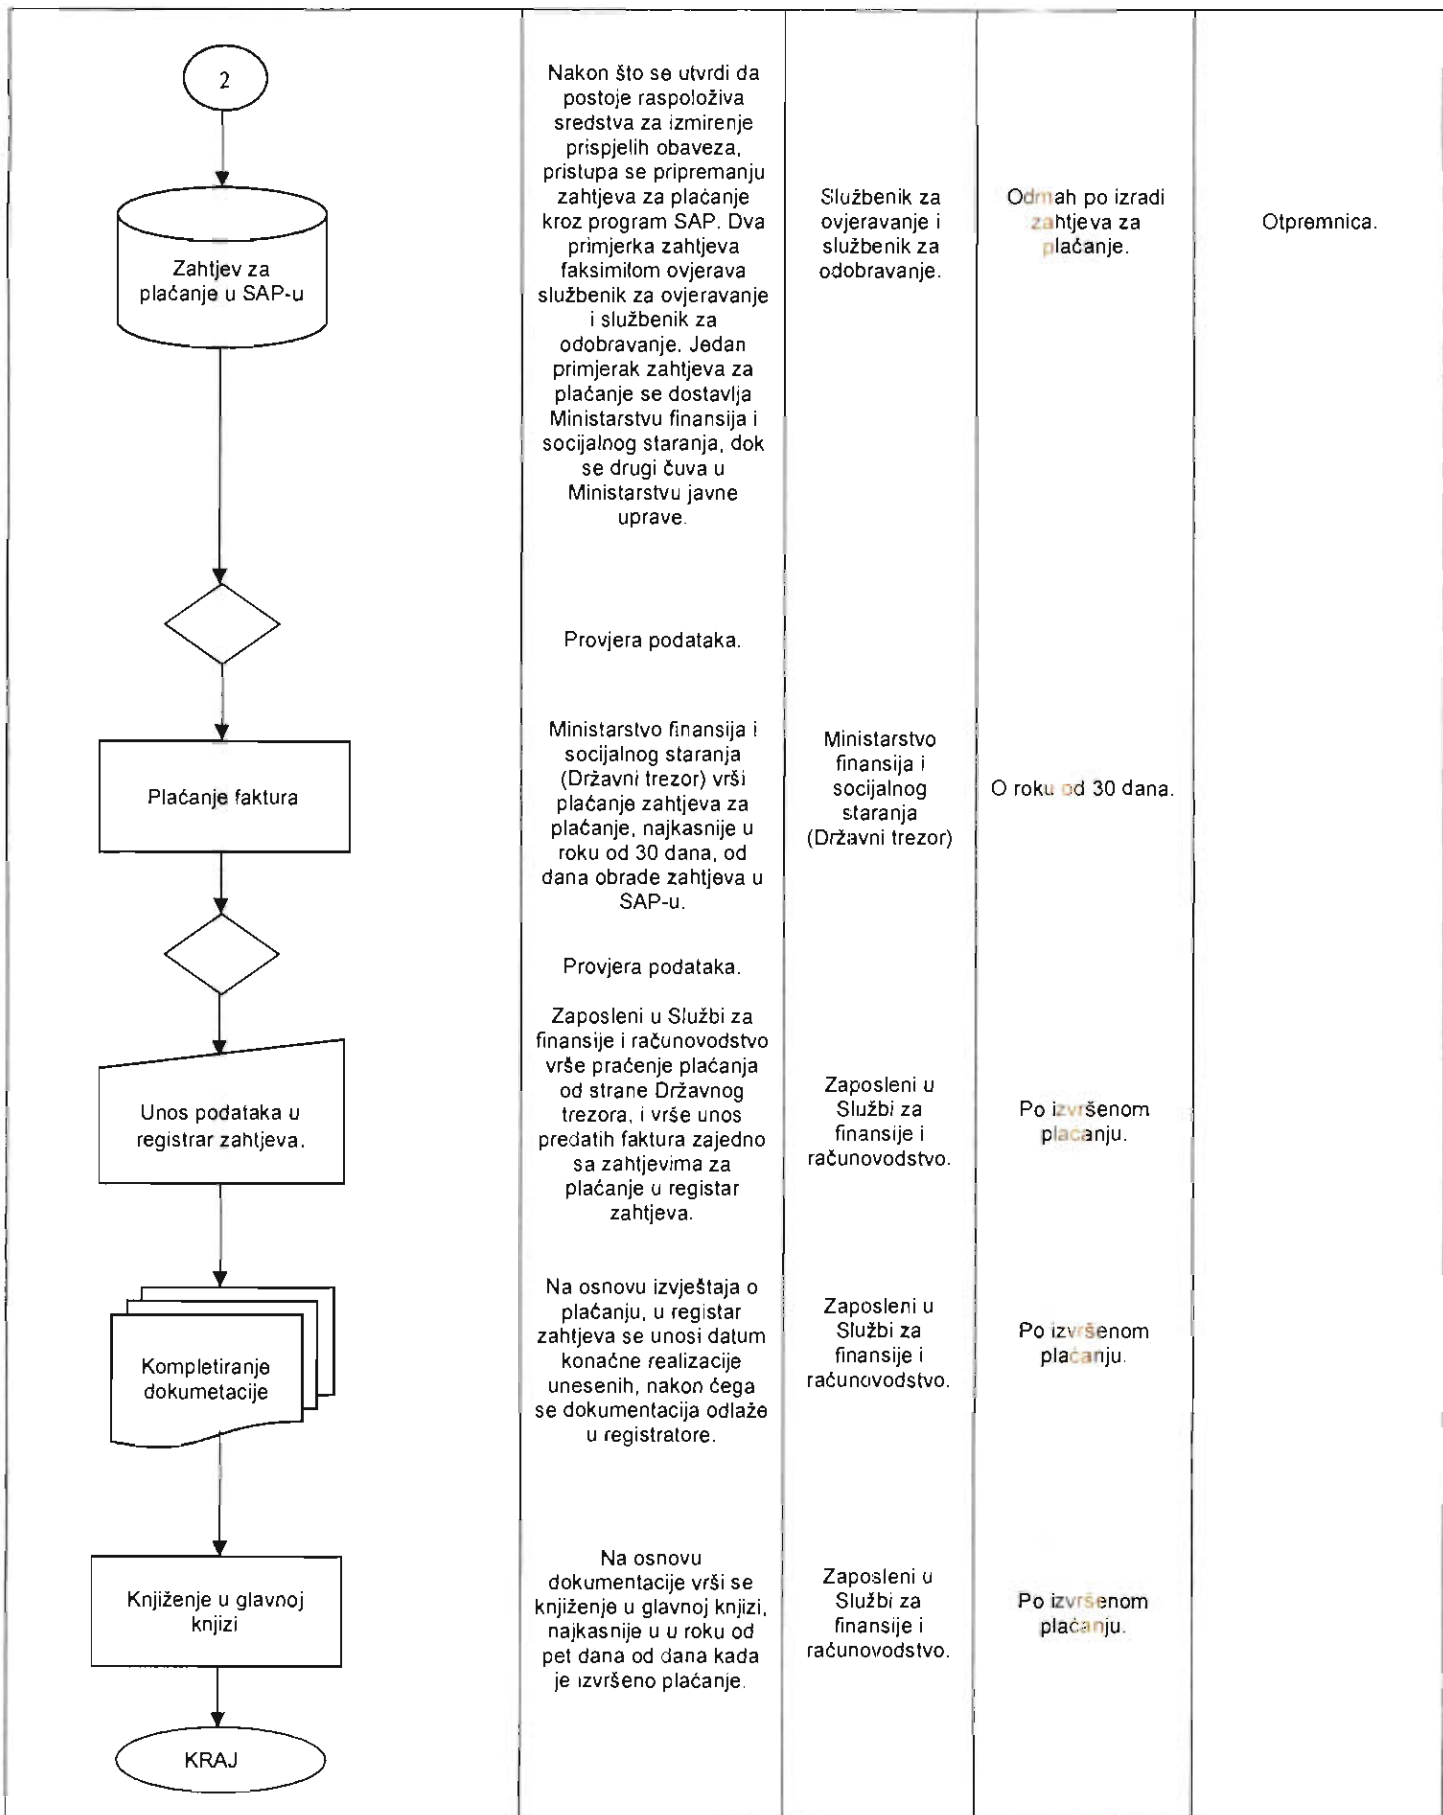 2
Nakon što se utvrdi da
postoje raspoloživa
sredstva za izmirenje
prispjelih obaveza,
pristupa se pripremanju
zahtjeva za plaćanje
kroz program SAP. Dva
primjerka zahtjeva
faksimilom ovjerava
službenik za ovjeravanje
i službenik za
odobravanje. Jedan
primjerak zahtjeva za
plaćanje se dostavlja
Ministarstvu finansija i
socijalnog staranja, dok
se drugi čuva u
Ministarstvu javne
uprave.
Zahtjev za
plaćanje u SAP-u
Službenik za
ovjeravanje i
službenik za
odobravanje.
Odmah po izradi
zahtjeva za
plaćanje.
Otpremnica.
Provjera podataka.
Plaćanje faktura
Ministarstvo finansija i
socijalnog staranja
(Državni trezor) vrši
plaćanje zahtjeva za
plaćanje, najkasnije u
roku od 30 dana, od
dana obrade zahtjeva u
SAP-u.
Ministarstvo
finansija i
socijalnog
staranja
(Državni trezor)
O roku od 30 dana.
Provjera podataka.
Unos podataka u
registrar zahtjeva.
Zaposleni u Službi za
finansije i računovodstvo
vrše praćenje plaćanja
od strane Državnog
trezora, i vrše unos
predatih faktura zajedno
sa zahtjevima za
plaćanje u registar
zahtjeva.
Zaposleni u
Službi za
finansije i
računovodstvo.
Po izvršenom
plaćanju.
Kompletiranje
dokumetacije
Na osnovu izvještaja o
plaćanju, u registar
zahtjeva se unosi datum
konačne realizacije
unesenih, nakon čega
se dokumentacija odlaže
u registratore.
Zaposleni u
Službi za
finansije i
računovodstvo.
Po izvršenom
plaćanju.
Knjiženje u glavnoj
knjizi
Na osnovu
dokumentacije vrši se
knjiženje u glavnoj knjizi,
najkasnije u u roku od
pet dana od dana kada
je izvršeno plaćanje.
Zaposleni u
Službi za
finansije i
računovodstvo.
Po izvršenom
plaćanju.
KRAJ